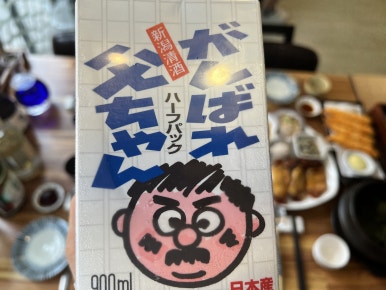 新潟清酒
がんばれ
父ちゃん
ハーフパック
900ml
日本産